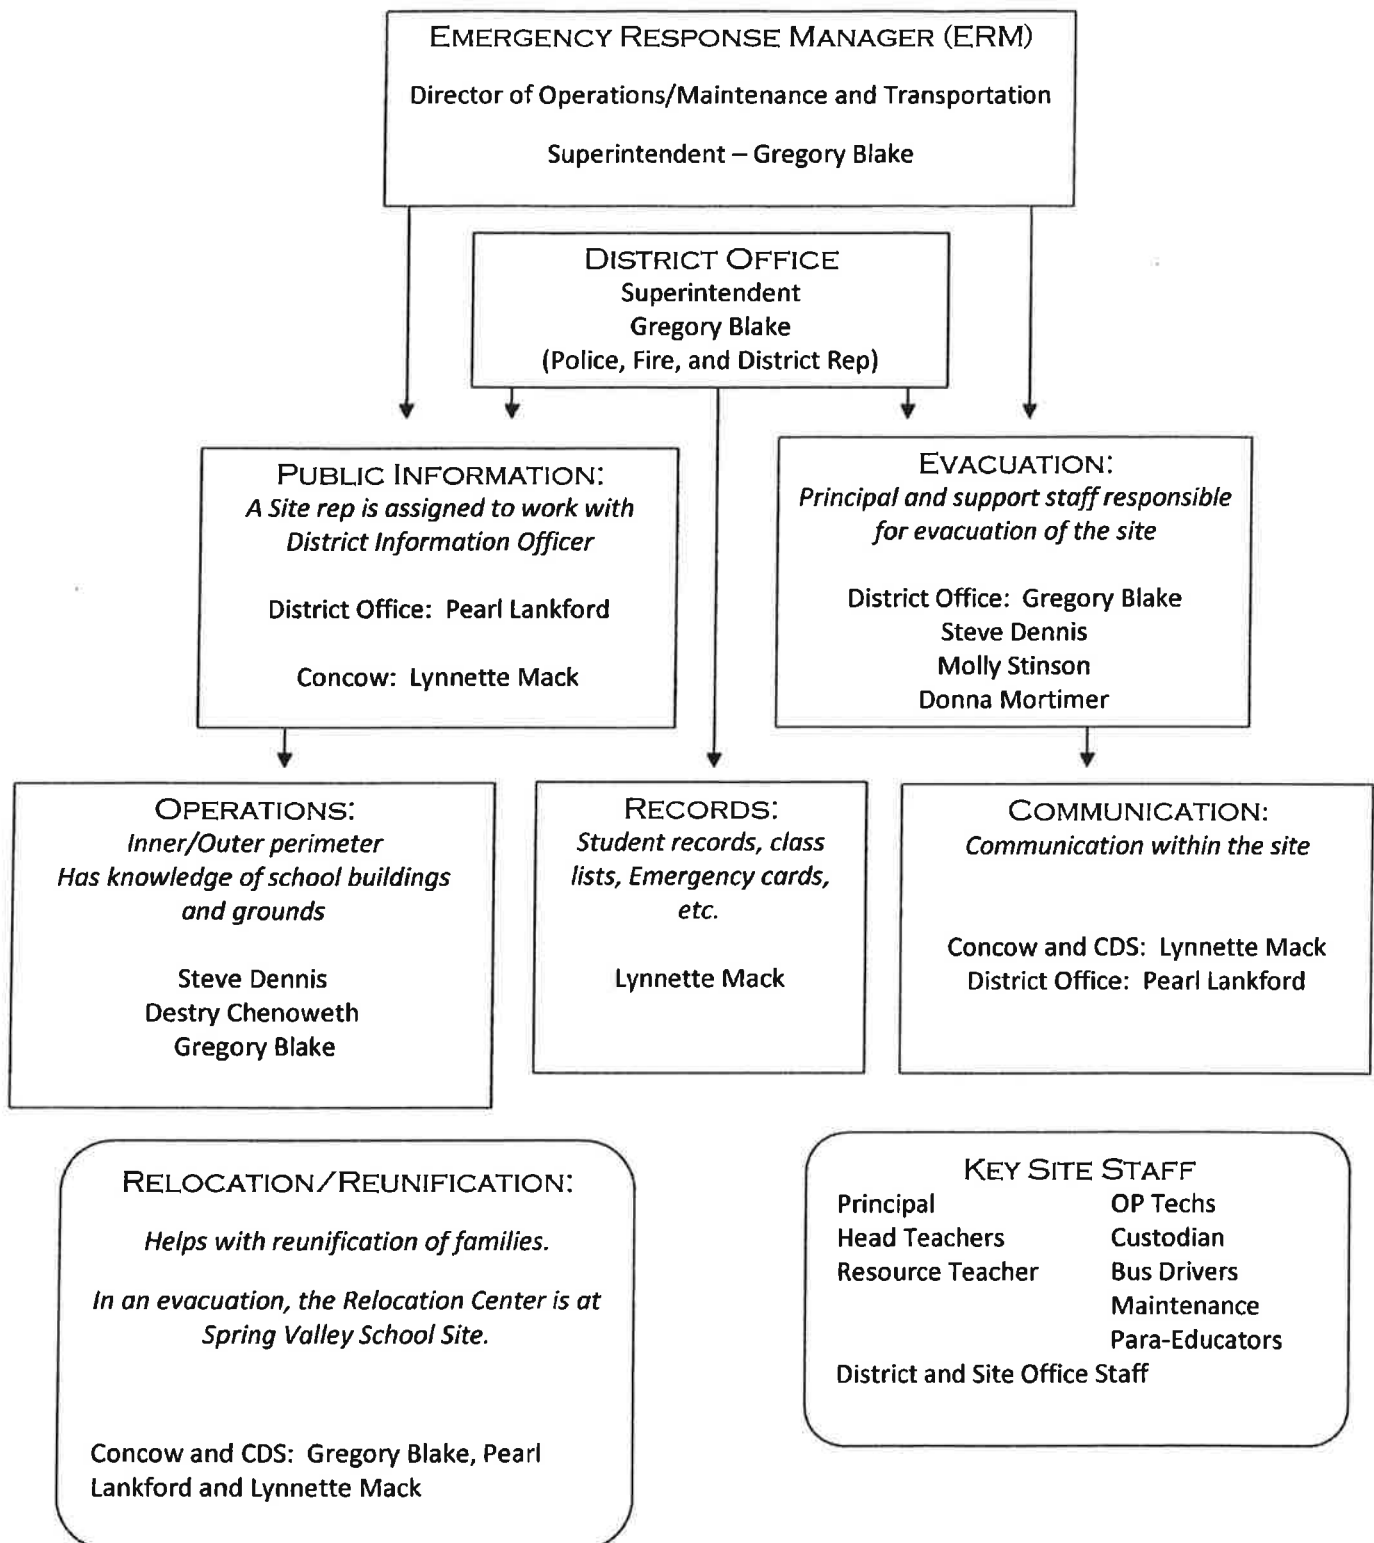 EMERGENCY RESPONSE MANAGER (ERM)
Director of Operations/Maintenance and Transportation
Superintendent – Gregory Blake
DISTRICT OFFICE
Superintendent
Gregory Blake
(Police, Fire, and District Rep)
PUBLIC INFORMATION:
A Site rep is assigned to work with
District Information Officer
District Office: Pearl Lankford
Concow: Lynnette Mack
EVACUATION:
Principal and support staff responsible
for evacuation of the site
District Office: Gregory Blake
Steve Dennis
Molly Stinson
Donna Mortimer
OPERATIONS:
Inner/Outer perimeter
Has knowledge of school buildings
and grounds
Steve Dennis
Destry Chenoweth
Gregory Blake
RECORDS:
Student records, class
lists, Emergency cards,
etc.
Lynnette Mack
COMMUNICATION:
Communication within the site
Concow and CDS: Lynnette Mack
District Office: Pearl Lankford
RELOCATION/REUNIFICATION:
Helps with reunification of families.
In an evacuation, the Relocation Center is at
Spring Valley School Site.
Concow and CDS: Gregory Blake, Pearl
Lankford and Lynnette Mack
KEY SITE STAFF
Principal OP Techs
Head Teachers Custodian
Resource Teacher Bus Drivers
Maintenance
Para-Educators
District and Site Office Staff